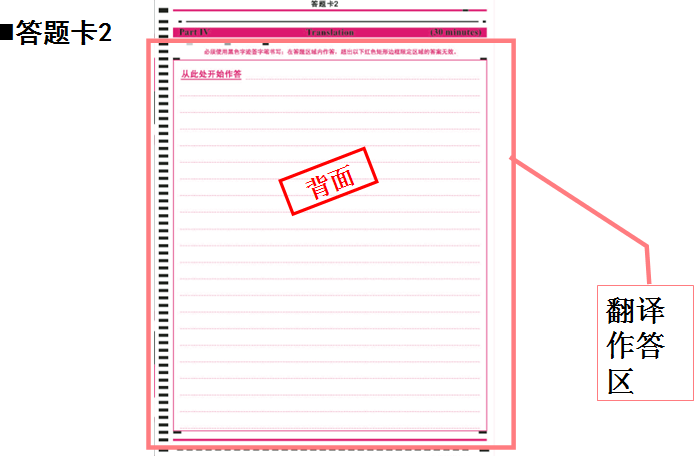 答题卡2
■答题卡2
Part IV Translation (30 minutes)
必须使用黑色字迹签字笔书写；在答题区域内作答，超出以下红色矩形边框限定区域的答案无效。
从此处开始作答
背面
翻译
作答
区